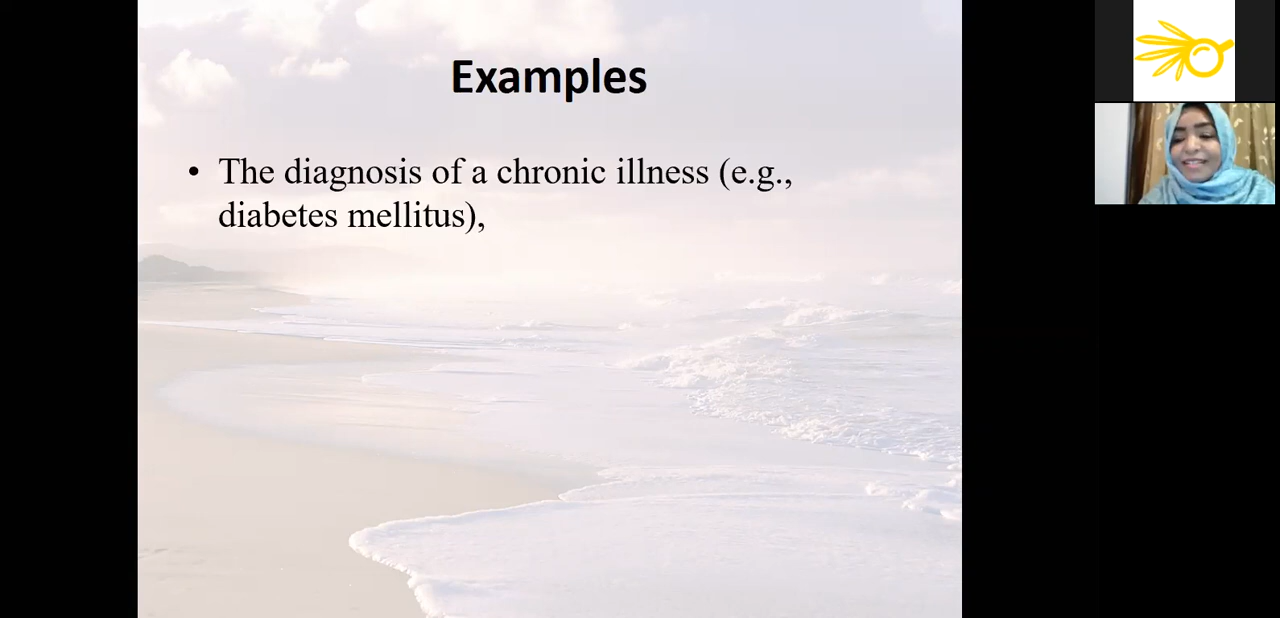 Examples
• The diagnosis of a chronic illness (e.g.,
diabetes mellitus),